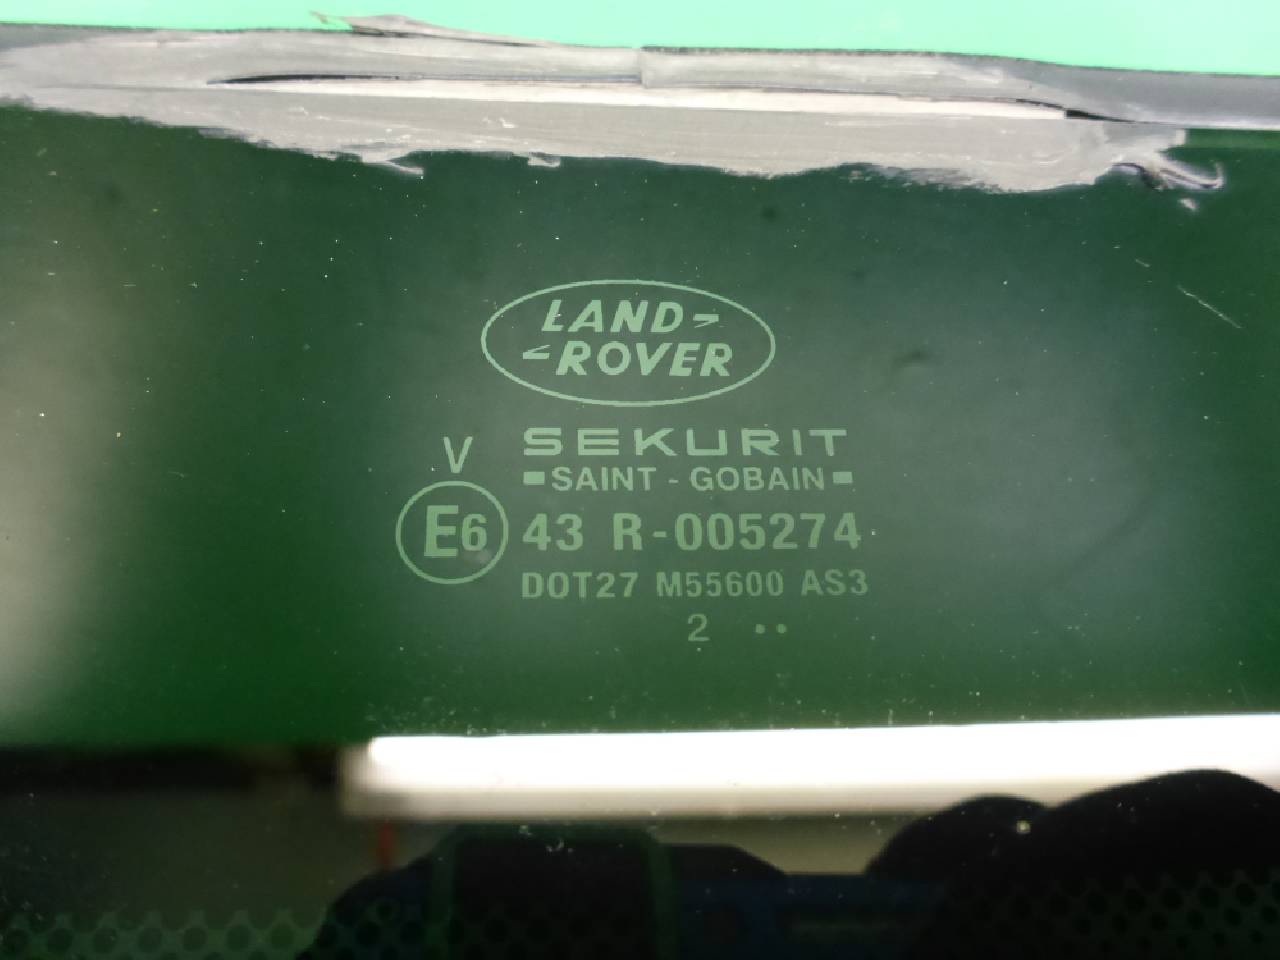 LAND
ROVER
SEKURIT
V
SAINT - GOBAIN
E6 43 R-005274
DOT27 M55600 AS3
2 ••